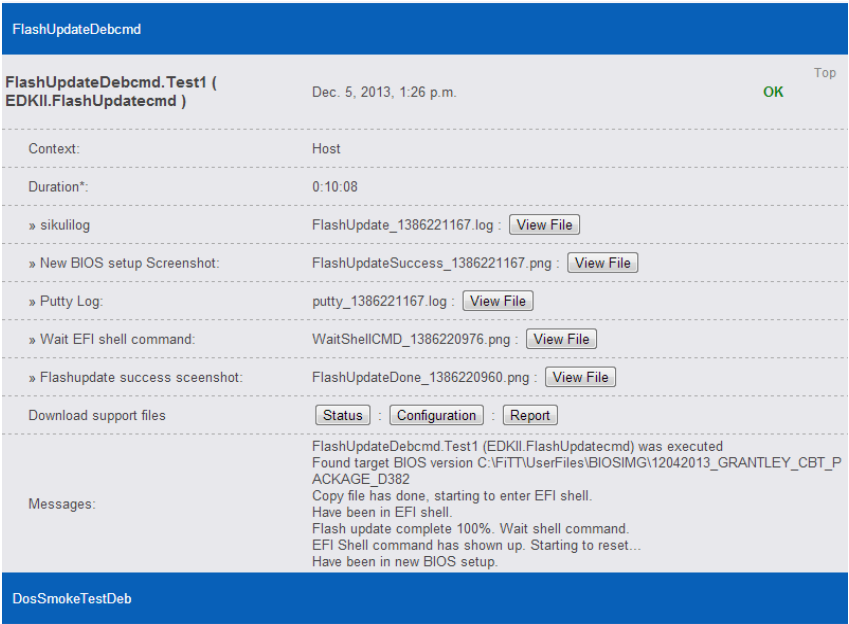 FlashUpdateDebcmd
Top
FlashUpdateDebcmd.Test1 (
EDKII.FlashUpdatecmd )
Dec. 5, 2013, 1:26 p.m.
OK
Context:
Host
Duration*:
0:10:08
» sikulilog
FlashUpdate_1386221167.log : View File
» New BIOS setup Screenshot:
FlashUpdateSuccess_1386221167.png : View File
» Putty Log:
putty_1386221167.log : View File
» Wait EFI shell command:
WaitShellCMD_1386220976.png : View File
» Flashupdate success sceenshot:
FlashUpdateDone_1386220960.png : View File
Download support files
Status : Configuration : Report
Messages:
FlashUpdateDebcmd.Test1 (EDKII.FlashUpdatecmd) was executed
Found target BIOS version C:\FiTT\UserFiles\BIOSIMG\12042013_GRANTLEY_CBT_P
ACKAGE_D382
Copy file has done, starting to enter EFI shell.
Have been in EFI shell.
Flash update complete 100%. Wait shell command.
EFI Shell command has shown up. Starting to reset...
Have been in new BIOS setup.
DosSmokeTestDeb